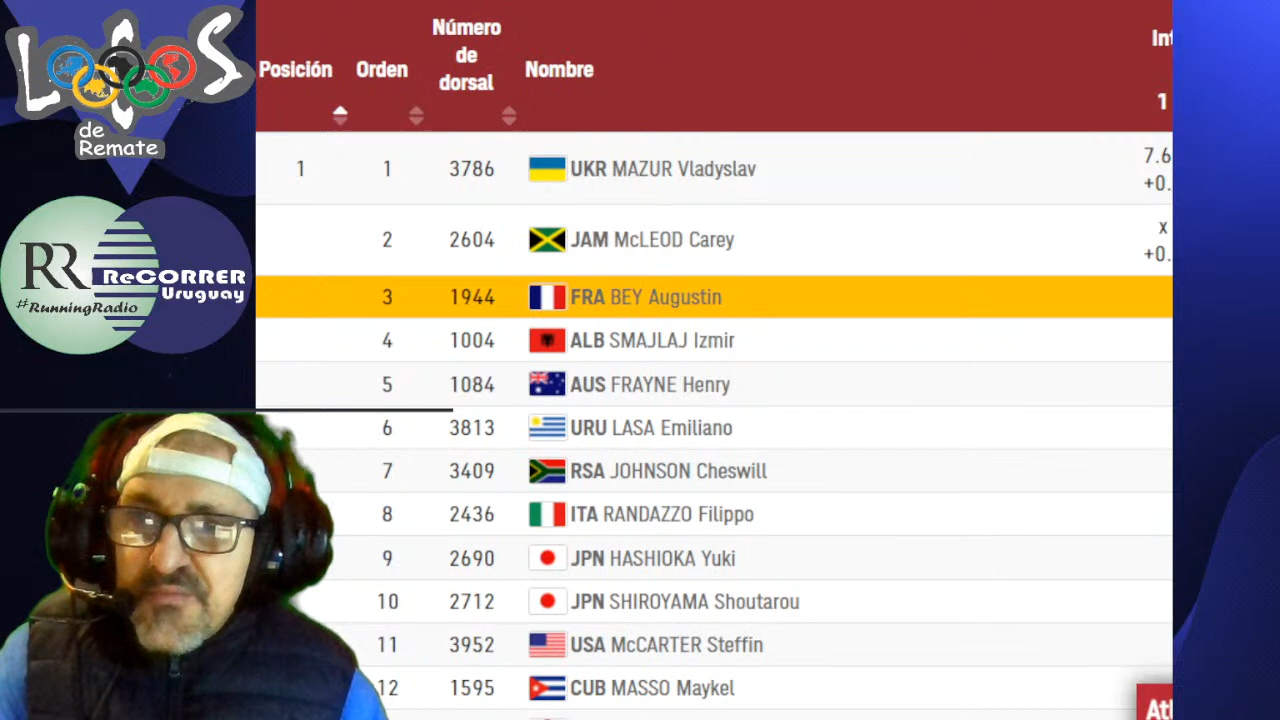 LOCOS
de
Remate
RR
ReCORRER
Uruguay
#RunningRadio
Posición Orden Número de dorsal Nombre
1
1 1 3786 UKR MAZUR Vladyslav 7.6
+0.
2 2604 JAM McLEOD Carey x
+0.
3 1944 FRA BEY Augustin
4 1004 ALB SMAJLAJ Izmir
5 1084 AUS FRAYNE Henry
6 3813 URU LASA Emiliano
7 3409 RSA JOHNSON Cheswill
8 2436 ITA RANDAZZO Filippo
9 2690 JPN HASHIOKA Yuki
10 2712 JPN SHIROYAMA Shoutarou
11 3952 USA McCARTER Steffin
12 1595 CUB MASSO Maykel